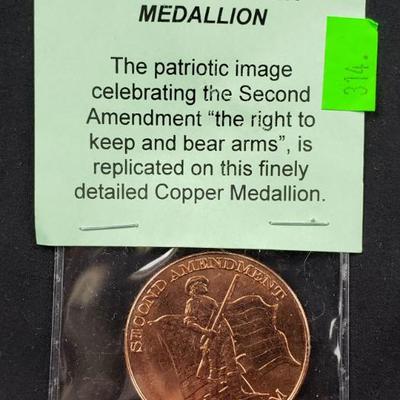 MEDALLION
The patriotic image
celebrating the Second
Amendment “the right to
keep and bear arms”, is
replicated on this finely
detailed Copper Medallion.
314.
SECOND AMENDMENT